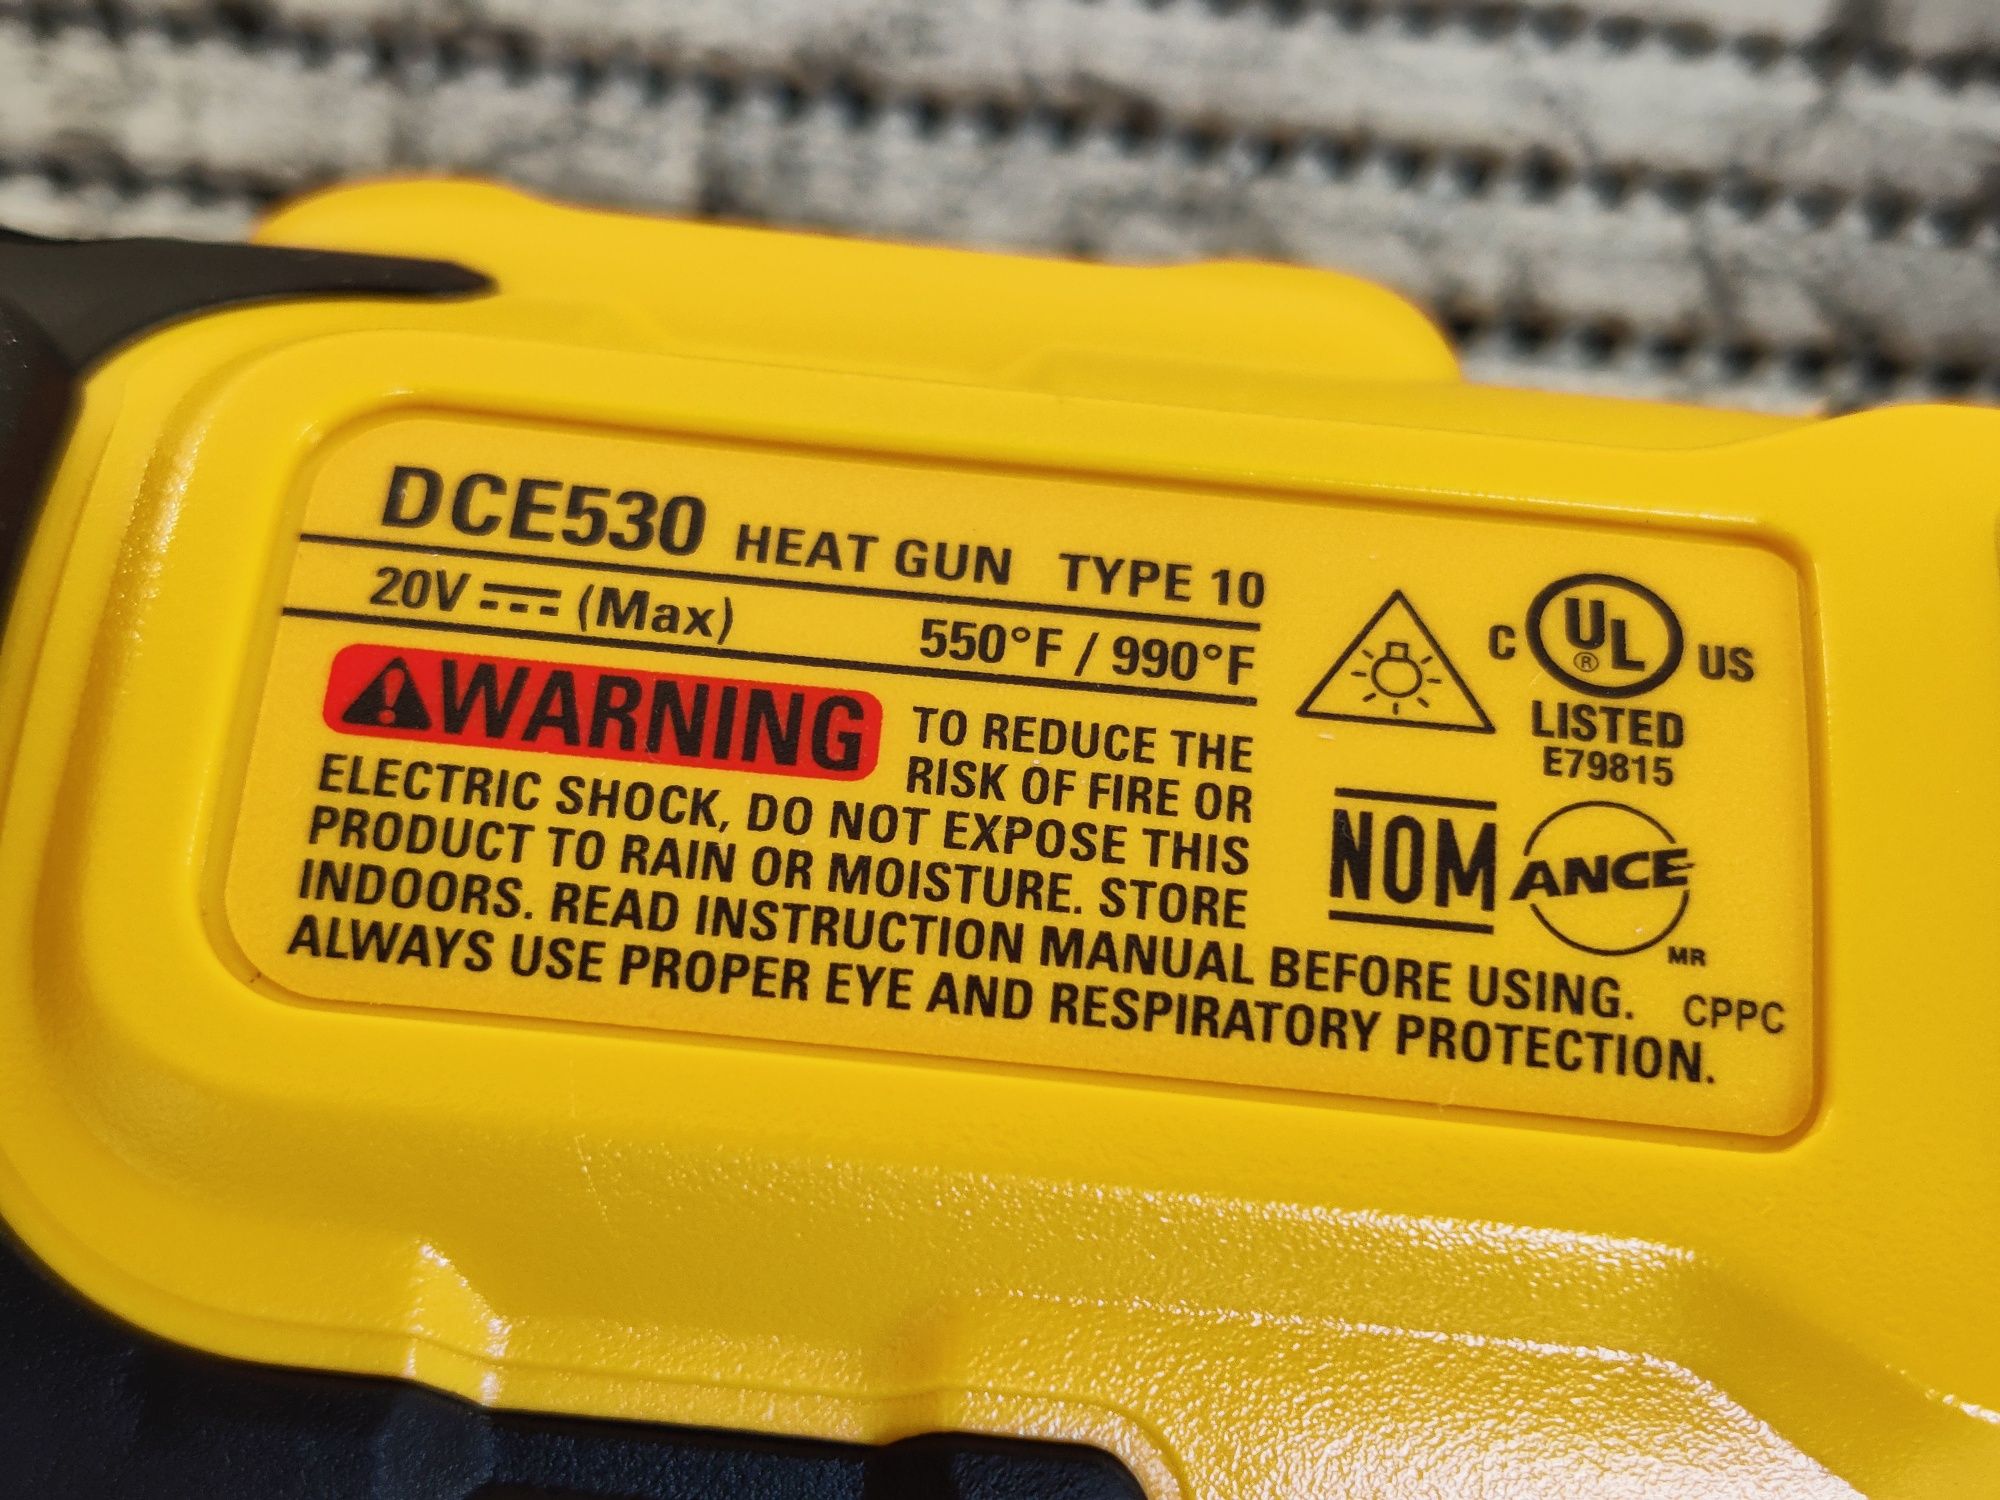 DCE530 HEAT GUN TYPE 10
20V ⎓ (Max) 550°F / 990°F
WARNING TO REDUCE THE
RISK OF FIRE OR
ELECTRIC SHOCK, DO NOT EXPOSE THIS
PRODUCT TO RAIN OR MOISTURE. STORE
INDOORS. READ INSTRUCTION MANUAL BEFORE USING.
ALWAYS USE PROPER EYE AND RESPIRATORY PROTECTION.
C UL ® US
LISTED
E79815
NOM ANCE
MR
CPPC